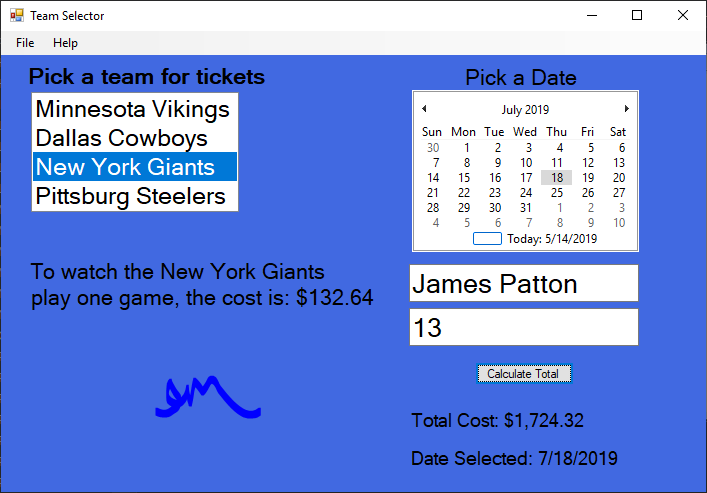 Team Selector
File Help
Pick a team for tickets
Minnesota Vikings
Dallas Cowboys
New York Giants
Pittsburg Steelers
To watch the New York Giants
play one game, the cost is: $132.64
Pick a Date
July 2019
Sun Mon Tue Wed Thu Fri Sat
30 1 2 3 4 5 6
7 8 9 10 11 12 13
14 15 16 17 18 19 20
21 22 23 24 25 26 27
28 29 30 31 1 2 3
4 5 6 7 8 9 10
Today: 5/14/2019
James Patton
13
Calculate Total
Total Cost: $1,724.32
Date Selected: 7/18/2019